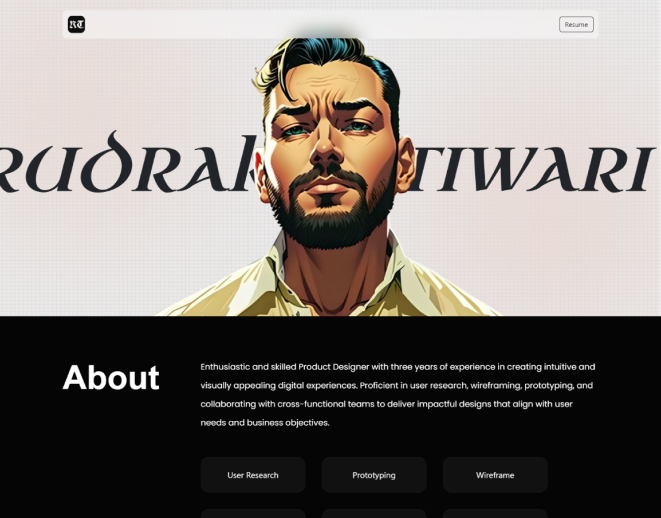 RT
Resume
RUDRAK TIWARI
About
Enthusiastic and skilled Product Designer with three years of experience in creating intuitive and
visually appealing digital experiences. Proficient in user research, wireframing, prototyping, and
collaborating with cross-functional teams to deliver impactful designs that align with user
needs and business objectives.
User Research
Prototyping
Wireframe